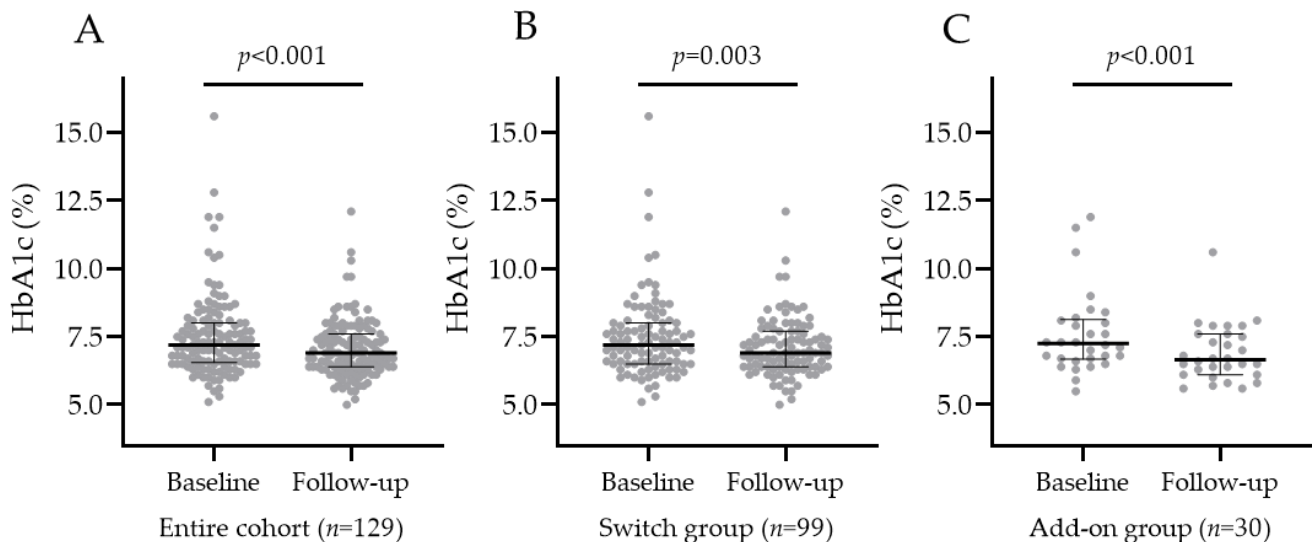 A
p<0.001
HbA1c (%)
15.0
12.5
10.0
7.5
5.0
Baseline Follow-up
Entire cohort (n=129)
B
p=0.003
HbA1c (%)
15.0
12.5
10.0
7.5
5.0
Baseline Follow-up
Switch group (n=99)
C
p<0.001
HbA1c (%)
15.0
12.5
10.0
7.5
5.0
Baseline Follow-up
Add-on group (n=30)